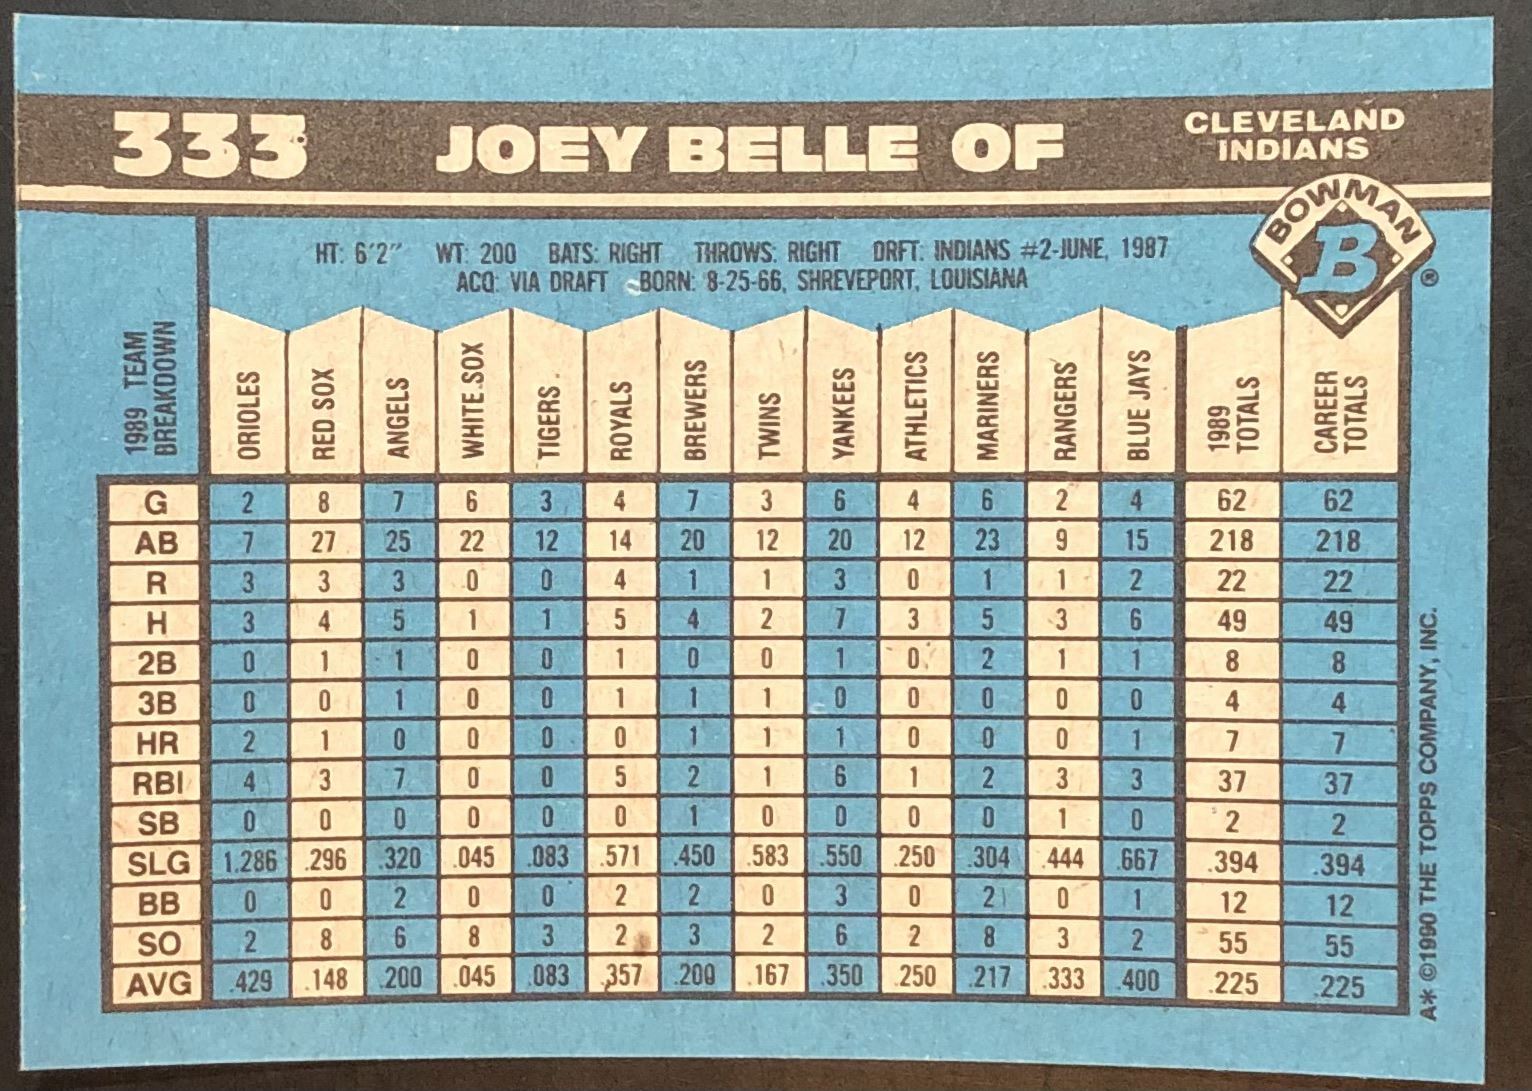 333 JOEY BELLE OF CLEVELAND INDIANS
BOWMAN B ®
HT: 6'2" WT: 200 BATS: RIGHT THROWS: RIGHT DRFT: INDIANS #2-JUNE, 1987
ACQ: VIA DRAFT BORN: 8-25-66, SHREVEPORT, LOUISIANA
1989 TEAM BREAKDOWN ORIOLES RED SOX ANGELS WHITE SOX TIGERS ROYALS BREWERS TWINS YANKEES ATHLETICS MARINERS RANGERS BLUE JAYS 1989 TOTALS CAREER TOTALS
G 2 8 7 6 3 4 7 3 6 4 6 2 4 62 62
AB 7 27 25 22 12 14 20 12 20 12 23 9 15 218 218
R 3 3 3 0 0 4 1 1 3 0 1 1 2 22 22
H 3 4 5 1 1 5 4 2 7 3 5 3 6 49 49
2B 0 1 1 0 0 1 0 0 1 0 2 1 1 8 8
3B 0 0 1 0 0 1 1 1 0 0 0 0 0 4 4
HR 2 1 0 0 0 0 1 1 1 0 0 0 1 7 7
RBI 4 3 7 0 0 5 2 1 6 1 2 3 3 37 37
SB 0 0 0 0 0 0 1 0 0 0 0 1 0 2 2
SLG 1.286 .296 .320 .045 .083 .571 .450 .583 .550 .250 .304 .444 .667 .394 .394
BB 0 0 2 0 0 2 2 0 3 0 2 0 1 12 12
SO 2 8 6 8 3 2 3 2 6 2 8 3 2 55 55
AVG .429 .148 .200 .045 .083 .357 .200 .167 .350 .250 .217 .333 .400 .225 .225
A* ©1990 THE TOPPS COMPANY, INC.